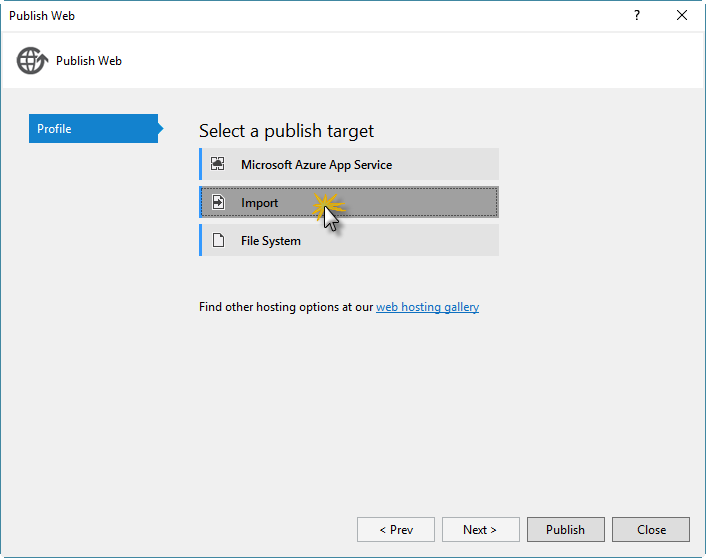 Publish Web
?
Publish Web
Profile
Select a publish target
Microsoft Azure App Service
Import
File System
Find other hosting options at our web hosting gallery
< Prev
Next >
Publish
Close